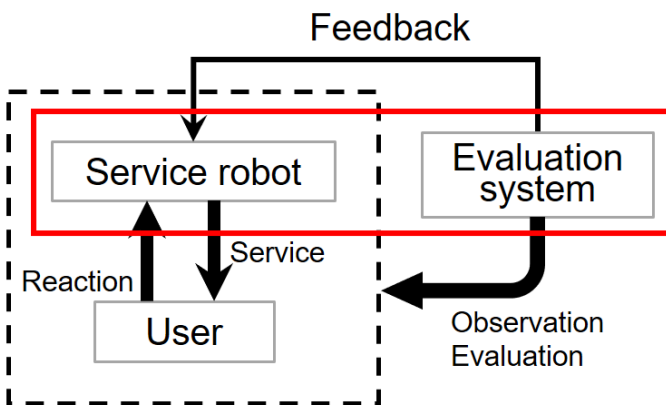 Feedback
Service robot
Evaluation
system
Service
Reaction
User
Observation
Evaluation